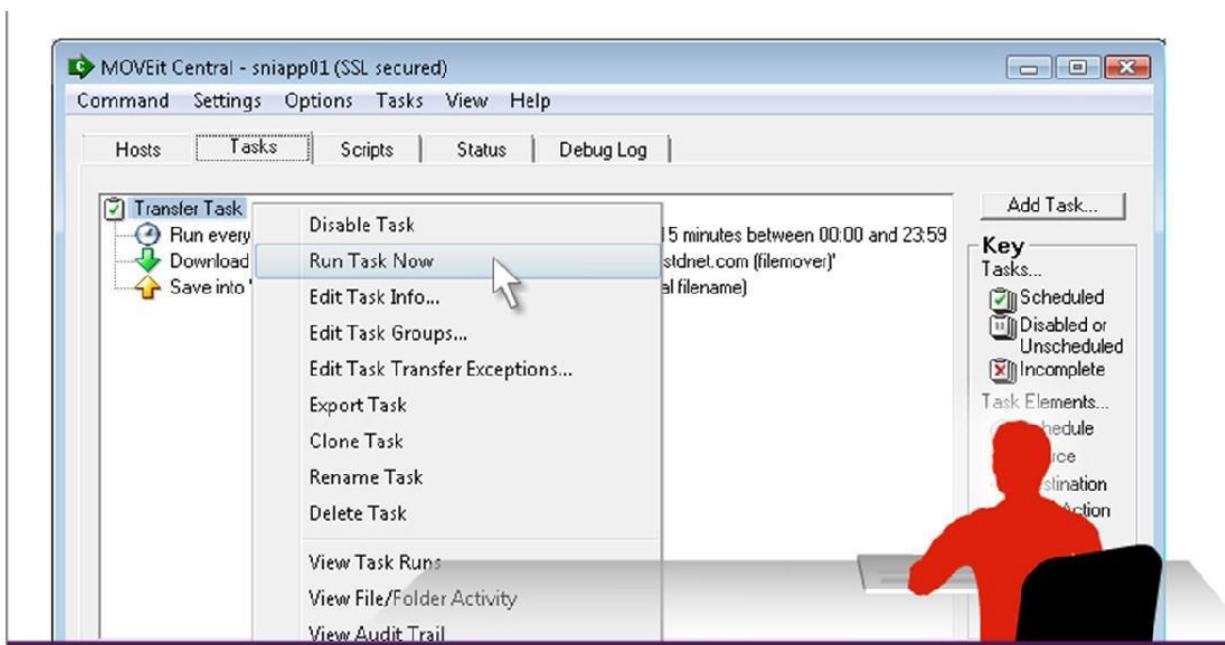 MOVEit Central - sniapp01 (SSL secured)
Command Settings Options Tasks View Help
Hosts Tasks Scripts Status Debug Log
Transfer Task
Run every
15 minutes between 00:00 and 23:59
Download
stdnet.com (filemover)'
Save into '
al filename)
Disable Task
Run Task Now
Edit Task Info...
Edit Task Groups...
Edit Task Transfer Exceptions...
Export Task
Clone Task
Rename Task
Delete Task
View Task Runs
View File/Folder Activity
View Audit Trail
Add Task...
Key
Tasks...
Scheduled
Disabled or
Unscheduled
Incomplete
Task Elements...
hedule
rce
stination
Action